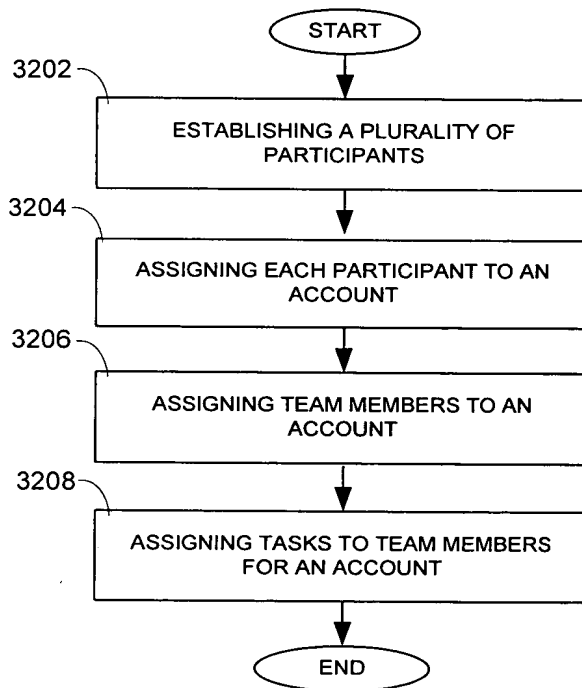 START
3202
ESTABLISHING A PLURALITY OF
PARTICIPANTS
3204
ASSIGNING EACH PARTICIPANT TO AN
ACCOUNT
3206
ASSIGNING TEAM MEMBERS TO AN
ACCOUNT
3208
ASSIGNING TASKS TO TEAM MEMBERS
FOR AN ACCOUNT
END